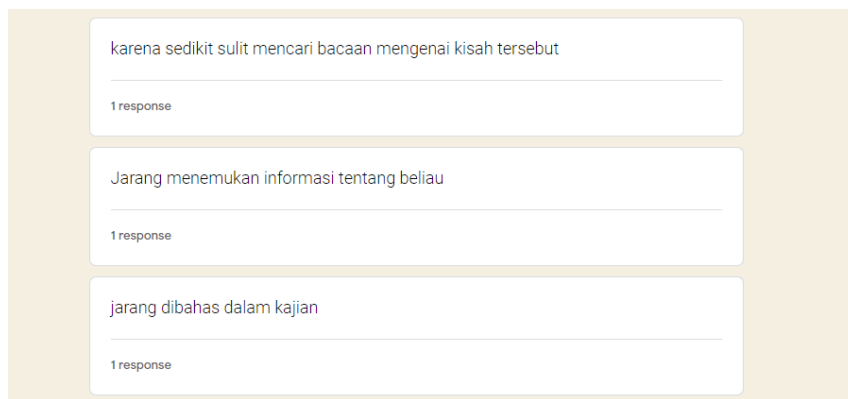 karena sedikit sulit mencari bacaan mengenai kisah tersebut
1 response
Jarang menemukan informasi tentang beliau
1 response
jarang dibahas dalam kajian
1 response